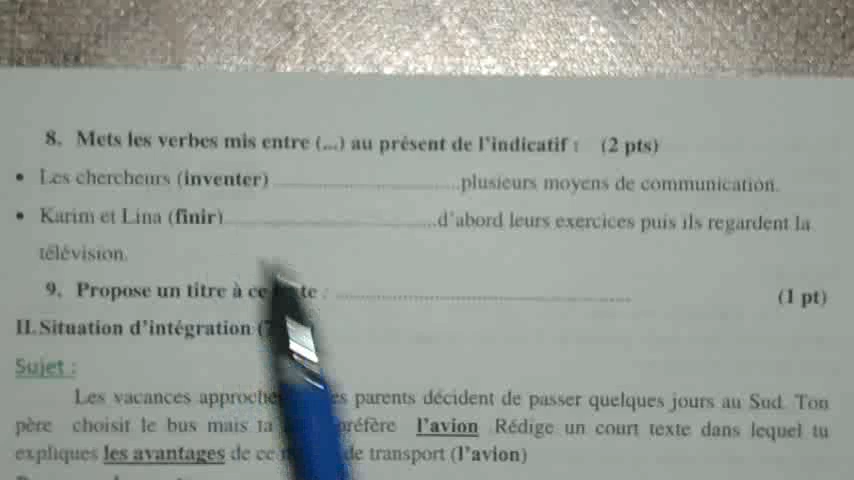 8. Mets les verbes mis entre (...) au présent de l'indicatif : (2 pts)
• Les chercheurs (inventer) ..............................plusieurs moyens de communication.
• Karim et Lina (finir)..............................d'abord leurs exercices puis ils regardent la
télévision.
9. Propose un titre à ce : .............................. (1 pt)
II. Situation d'intégration
Sujet :
Les vacances parents décident de passer quelques jours au Sud. Ton
père choisit le bus mais ta préfère l'avion Rédige un court texte dans lequel tu
expliques les avantages de ce de transport (l'avion)